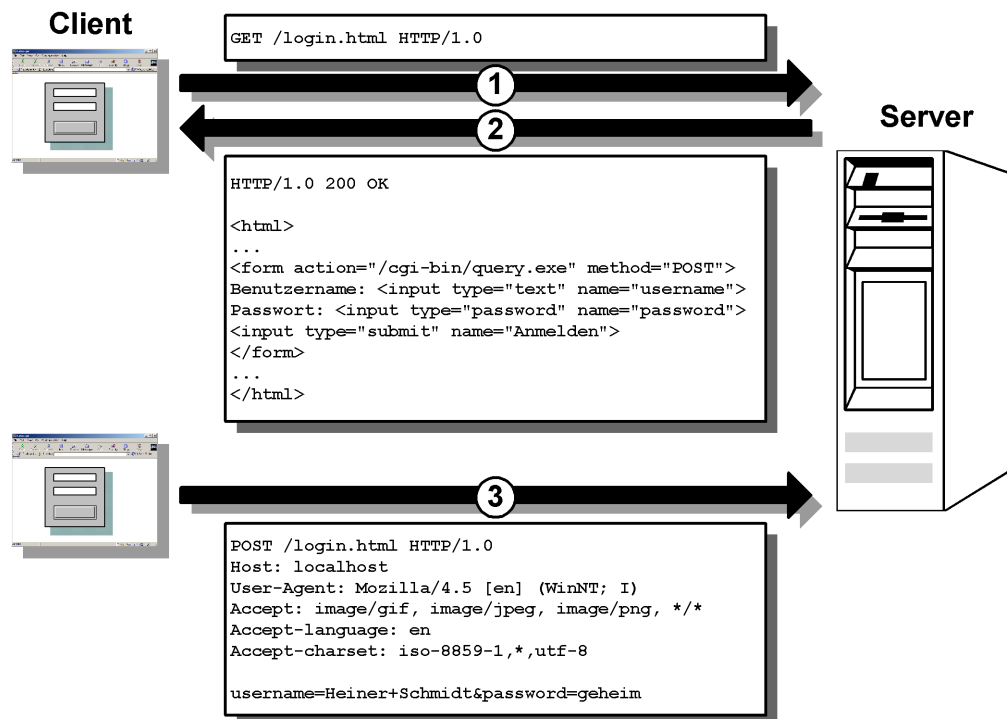 Client
GET /login.html HTTP/1.0
1
2
Server
HTTP/1.0 200 OK
<html>
...
<form action="/cgi-bin/query.exe" method="POST">
Benutzername: <input type="text" name="username">
Passwort: <input type="password" name="password">
<input type="submit" name="Anmelden">
</form>
...
</html>
3
POST /login.html HTTP/1.0
Host: localhost
User-Agent: Mozilla/4.5 [en] (WinNT; I)
Accept: image/gif, image/jpeg, image/png, */*
Accept-language: en
Accept-charset: iso-8859-1,*,utf-8
username=Heiner+Schmidt&password=geheim